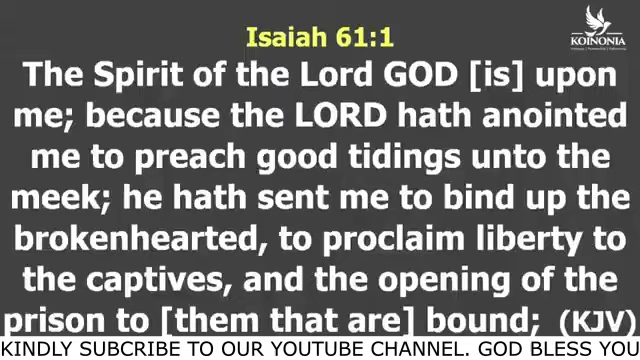 Isaiah 61:1
KOINONIA
The Spirit of the Lord GOD [is] upon
me; because the LORD hath anointed
me to preach good tidings unto the
meek; he hath sent me to bind up the
brokenhearted, to proclaim liberty to
the captives, and the opening of the
prison to [them that are] bound; (KJV)
KINDLY SUBCRIBE TO OUR YOUTUBE CHANNEL. GOD BLESS YOU